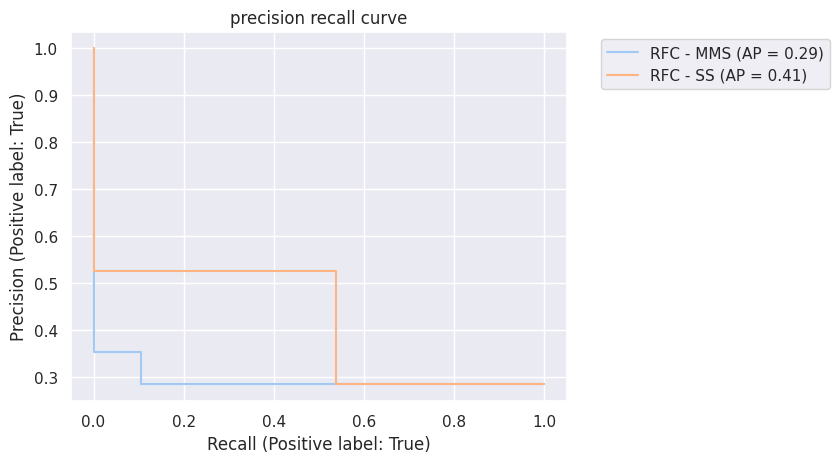 precision recall curve
RFC - MMS (AP = 0.29)
RFC - SS (AP = 0.41)
Precision (Positive label: True)
1.0
0.9
0.8
0.7
0.6
0.5
0.4
0.3
0.0 0.2 0.4 0.6 0.8 1.0
Recall (Positive label: True)